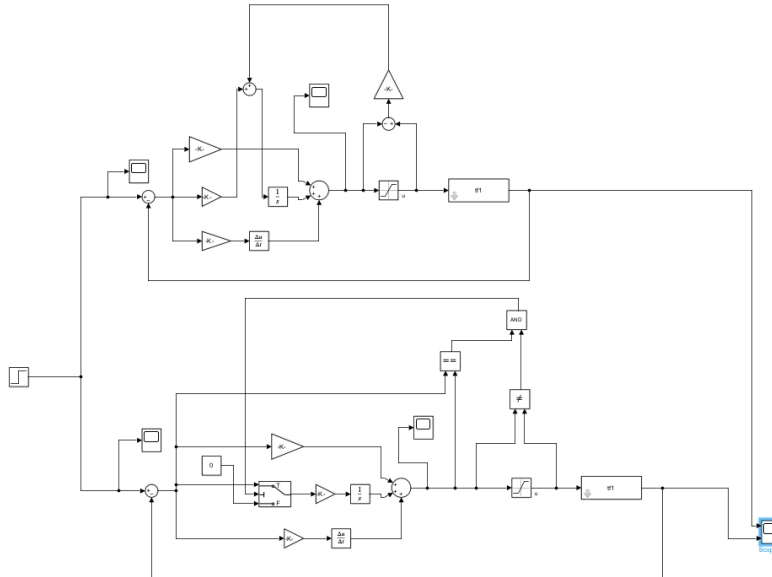 -K-
-K-
-K-
1
s
-K-
Δu
Δt
u
tf1
AND
==
≠
-K-
0
T
F
-K-
1
s
u
tf1
-K-
Δu
Δt